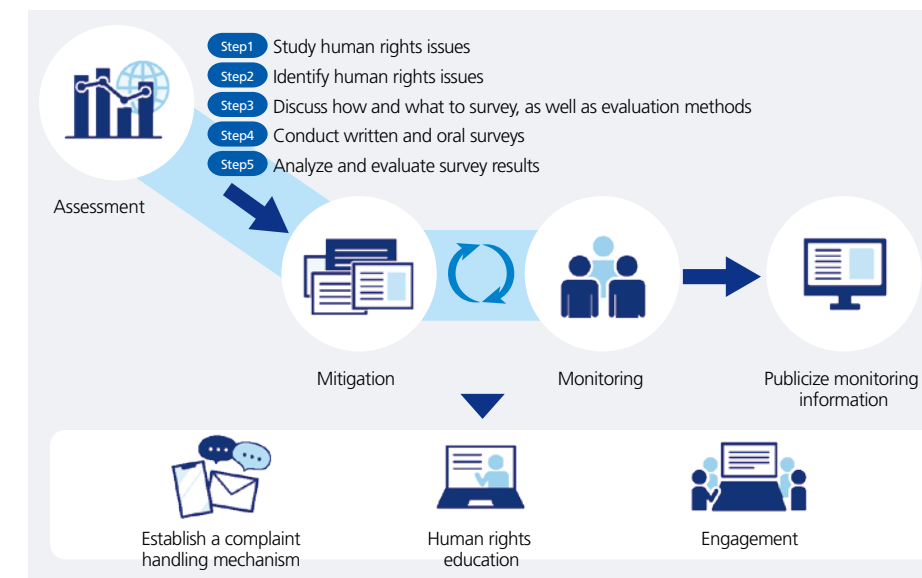 Step1 Study human rights issues
Step2 Identify human rights issues
Step3 Discuss how and what to survey, as well as evaluation methods
Step4 Conduct written and oral surveys
Step5 Analyze and evaluate survey results
Assessment
Mitigation
Monitoring
Publicize monitoring
information
Establish a complaint
handling mechanism
Human rights
education
Engagement